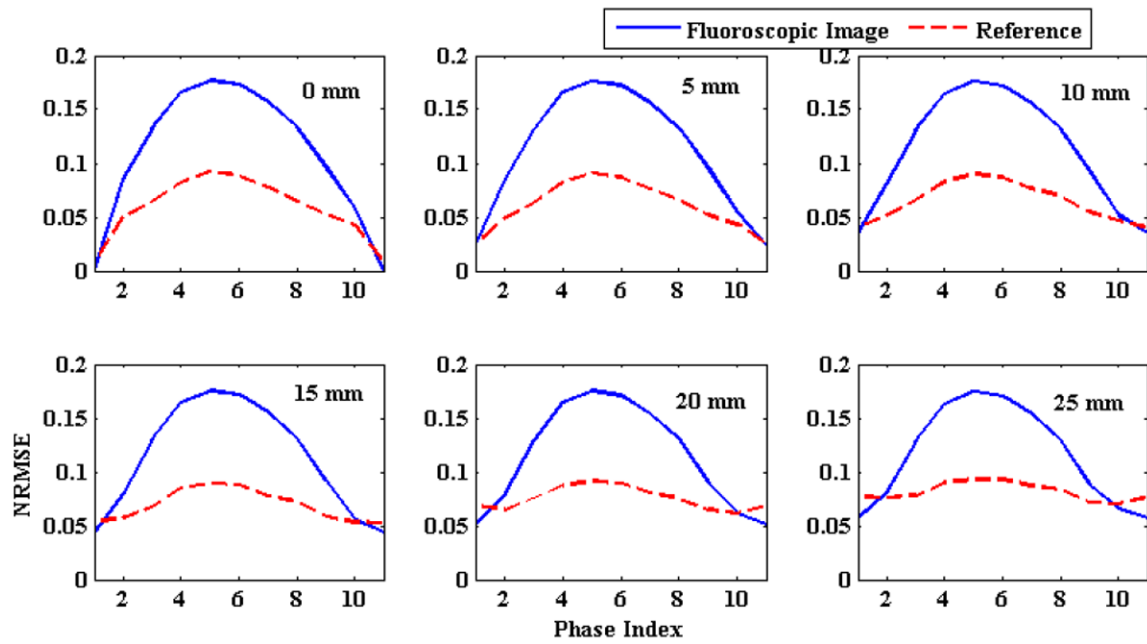 Fluoroscopic Image Reference
0.2 0.2 0.2
0 mm 5 mm 10 mm
0.15 0.15 0.15
0.1 0.1 0.1
0.05 0.05 0.05
0 0 0
2 4 6 8 10 2 4 6 8 10 2 4 6 8 10
0.2 0.2 0.2
15 mm 20 mm 25 mm
0.15 0.15 0.15
0.1 0.1 0.1
NRMSE
0.05 0.05 0.05
0 0 0
2 4 6 8 10 2 4 6 8 10 2 4 6 8 10
Phase Index